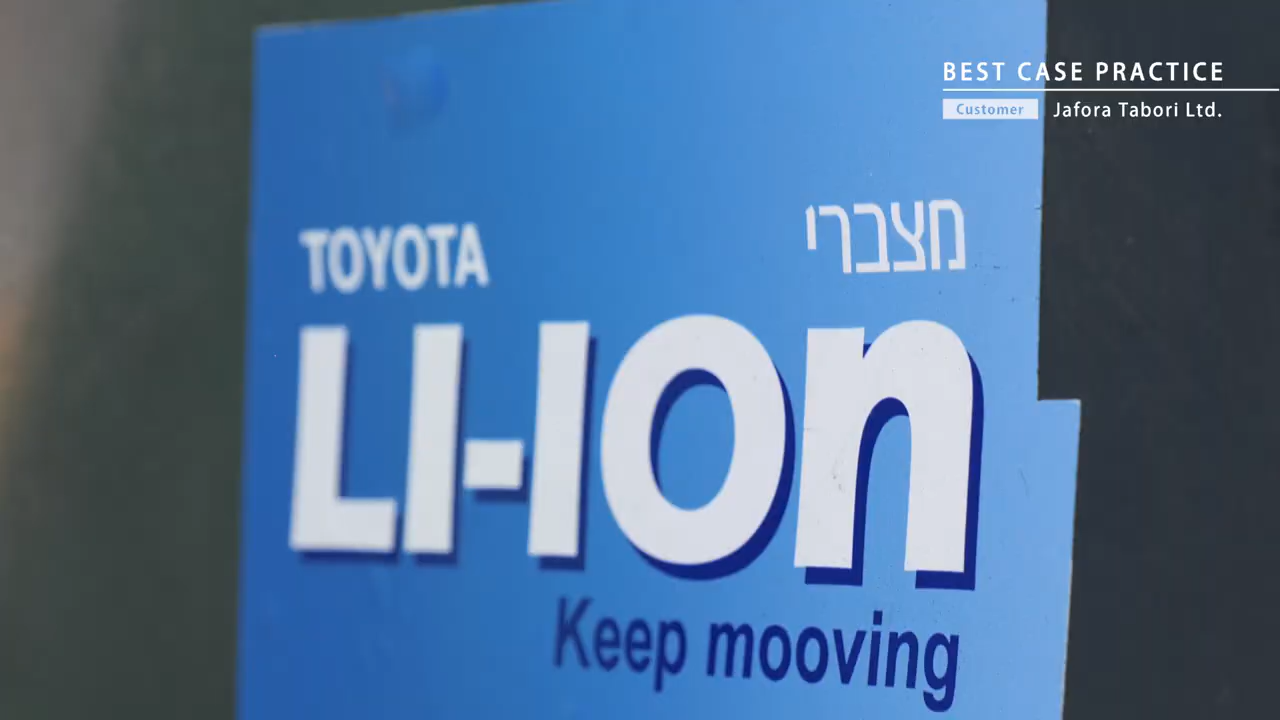 BEST CASE PRACTICE
Customer Jafora Tabori Ltd.
TOYOTA מצברי
LI-ION
Keep mooving